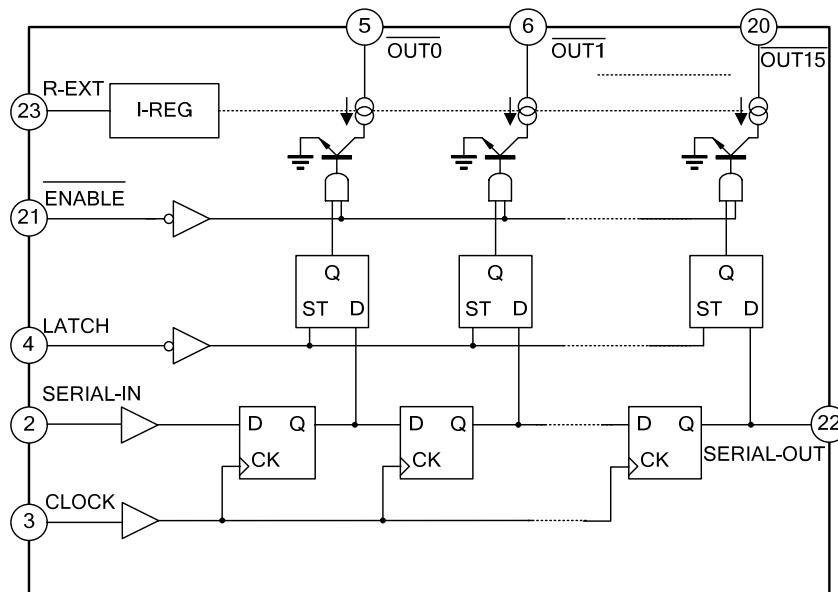 5
OUT0
6
OUT1
20
OUT15
R-EXT
23
I-REG
ENABLE
21
Q
ST D
Q
ST D
Q
ST D
LATCH
4
SERIAL-IN
2
D Q
CK
D Q
CK
D Q
CK
22
SERIAL-OUT
CLOCK
3